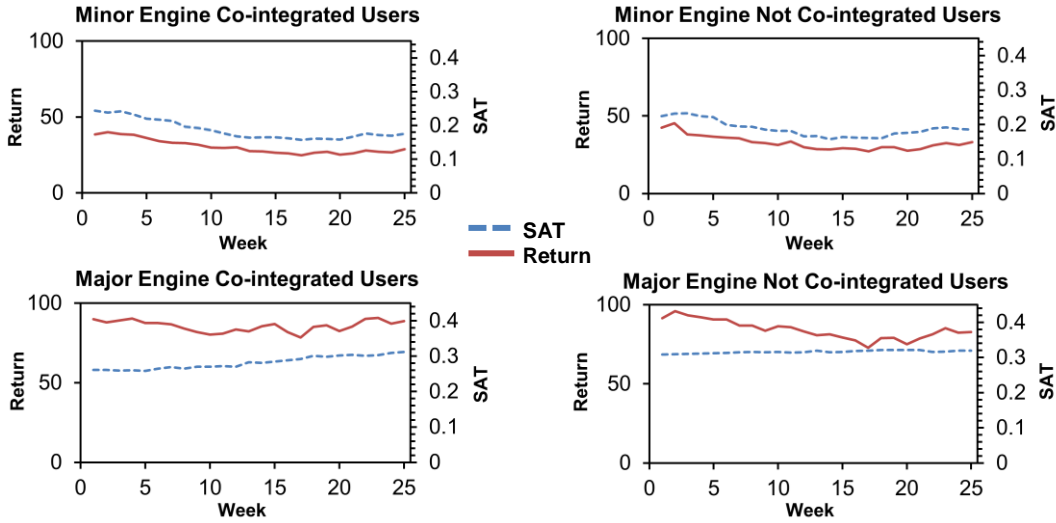 Minor Engine Co-integrated Users
100
50
0
Return
0.4
0.3
0.2
0.1
0
SAT
0 5 10 15 20 25
Week
Minor Engine Not Co-integrated Users
100
50
0
Return
0.4
0.3
0.2
0.1
0
SAT
0 5 10 15 20 25
Week
SAT
Return
Major Engine Co-integrated Users
100
50
0
Return
0.4
0.3
0.2
0.1
0
SAT
0 5 10 15 20 25
Week
Major Engine Not Co-integrated Users
100
50
0
Return
0.4
0.3
0.2
0.1
0
SAT
0 5 10 15 20 25
Week